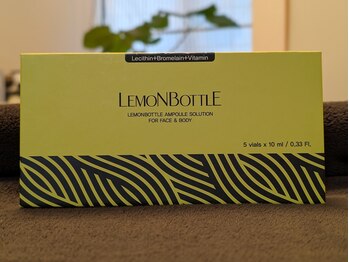 Lecithin+Bromelain+Vitamin
LEMONBOTTLE
LEMONBOTTLE AMPOULE SOLUTION
FOR FACE & BODY
5 vials x 10 ml / 0,33 Fl.